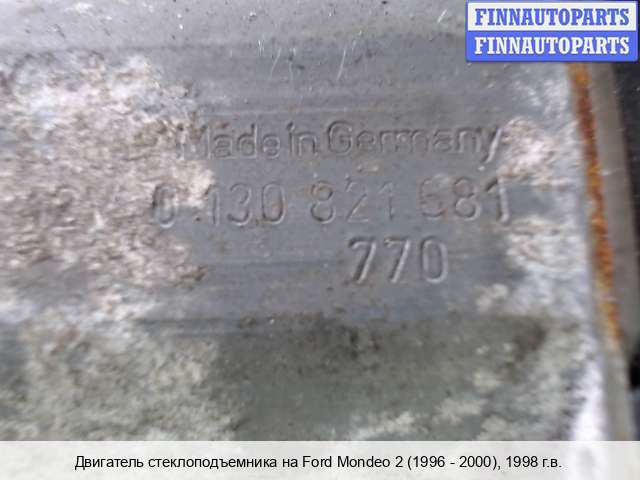 FINNAUTOPARTS
FINNAUTOPARTS
Made in Germany
0 130 821 681
770
Двигатель стеклоподъемника на Ford Mondeo 2 (1996 - 2000), 1998 г.в.